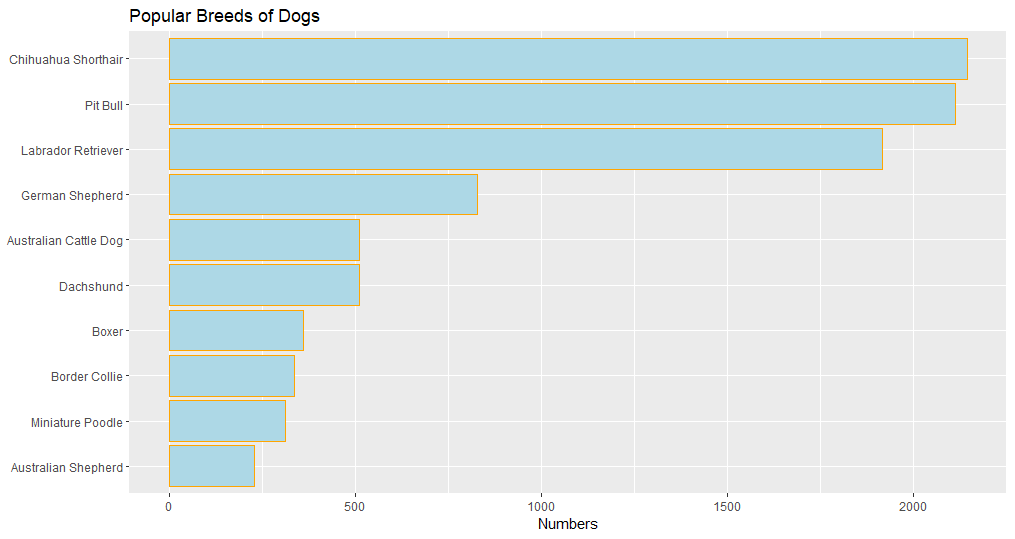 Popular Breeds of Dogs
Chihuahua Shorthair
Pit Bull
Labrador Retriever
German Shepherd
Australian Cattle Dog
Dachshund
Boxer
Border Collie
Miniature Poodle
Australian Shepherd
0 500 1000 1500 2000
Numbers